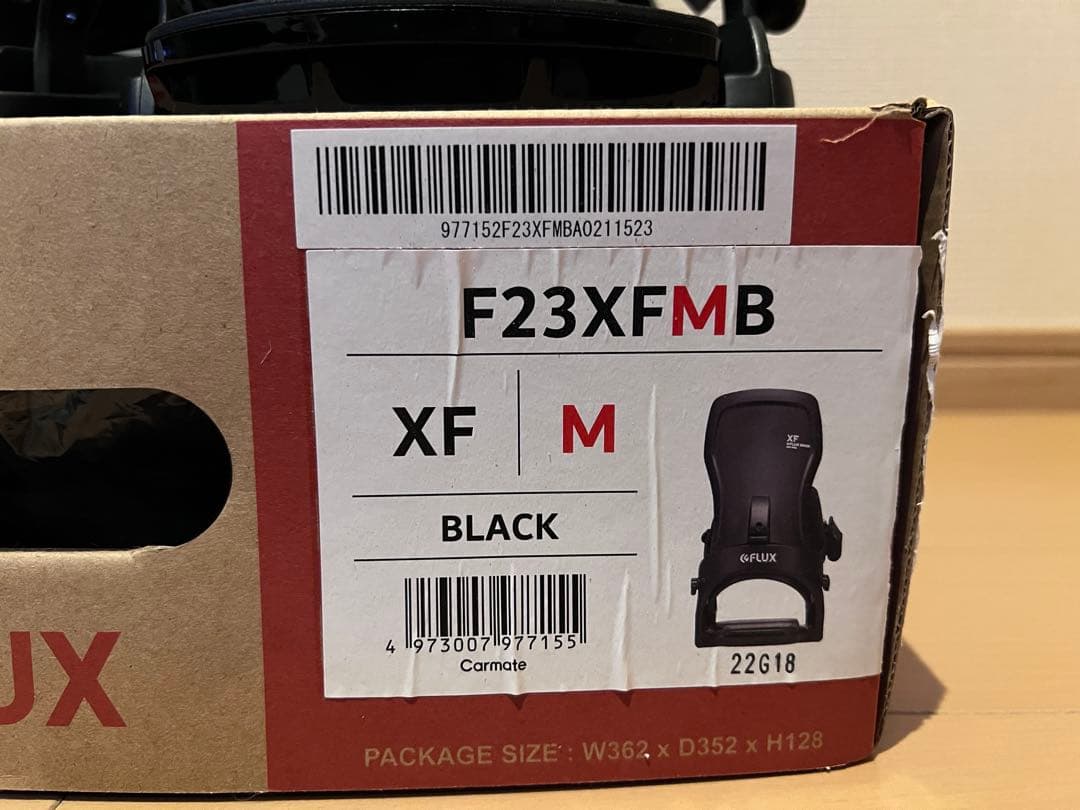 977152F23XFMBA0211523
F23XFMB
XF
M
BLACK
XF
FLUX
4 973007 977155
Carmate
22G18
UX
PACKAGE SIZE : W362 x D352 x H128